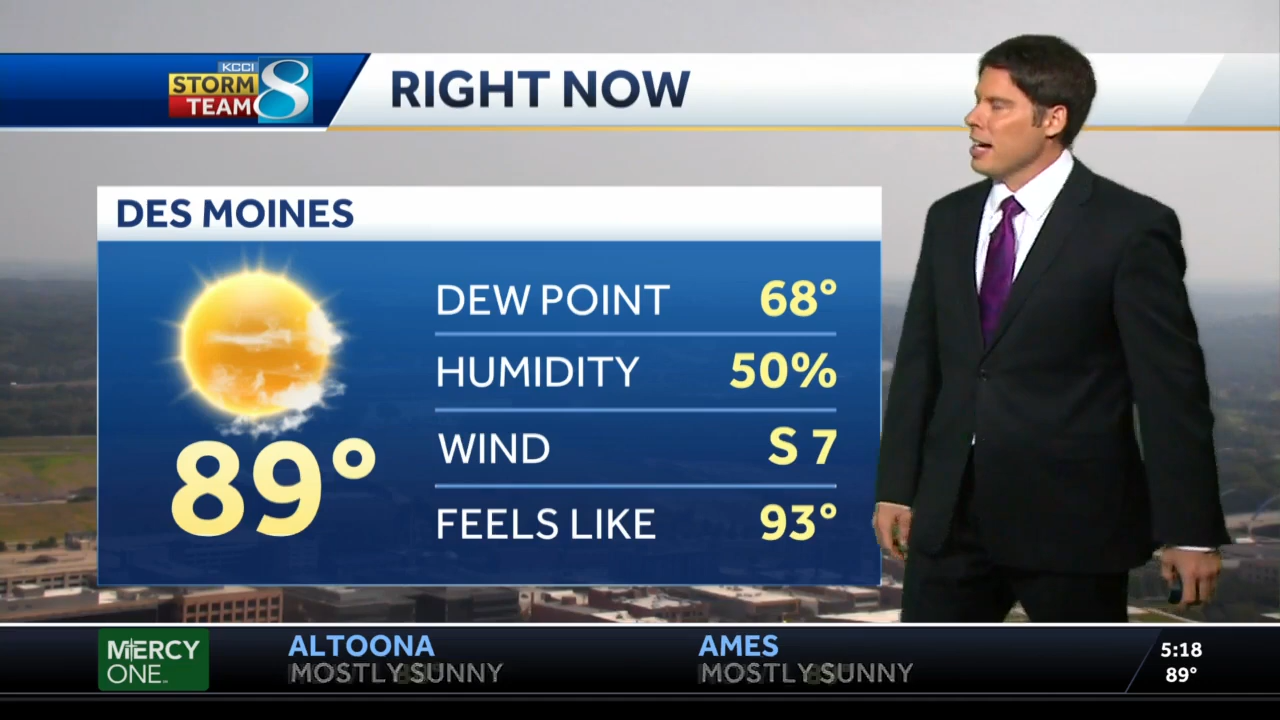 KCCI
STORM
TEAM 8
RIGHT NOW
DES MOINES
89°
DEW POINT 68°
HUMIDITY 50%
WIND S 7
FEELS LIKE 93°
MERCY
ONE
ALTOONA
MOSTLY SUNNY
AMES
MOSTLY SUNNY
5:18
89°